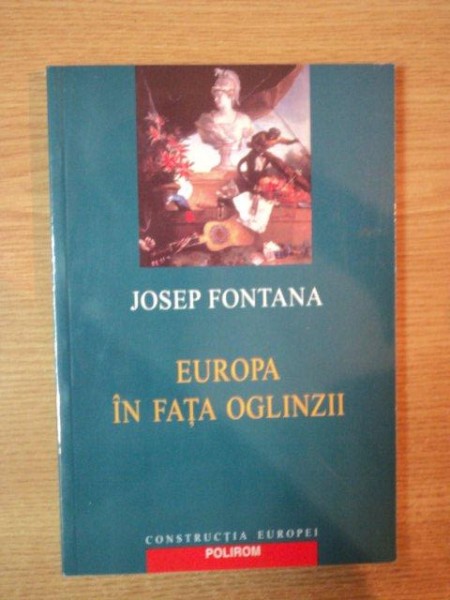 JOSEP FONTANA
EUROPA
ÎN FAȚA OGLINZII
CONSTRUCȚIA EUROPEI
POLIROM